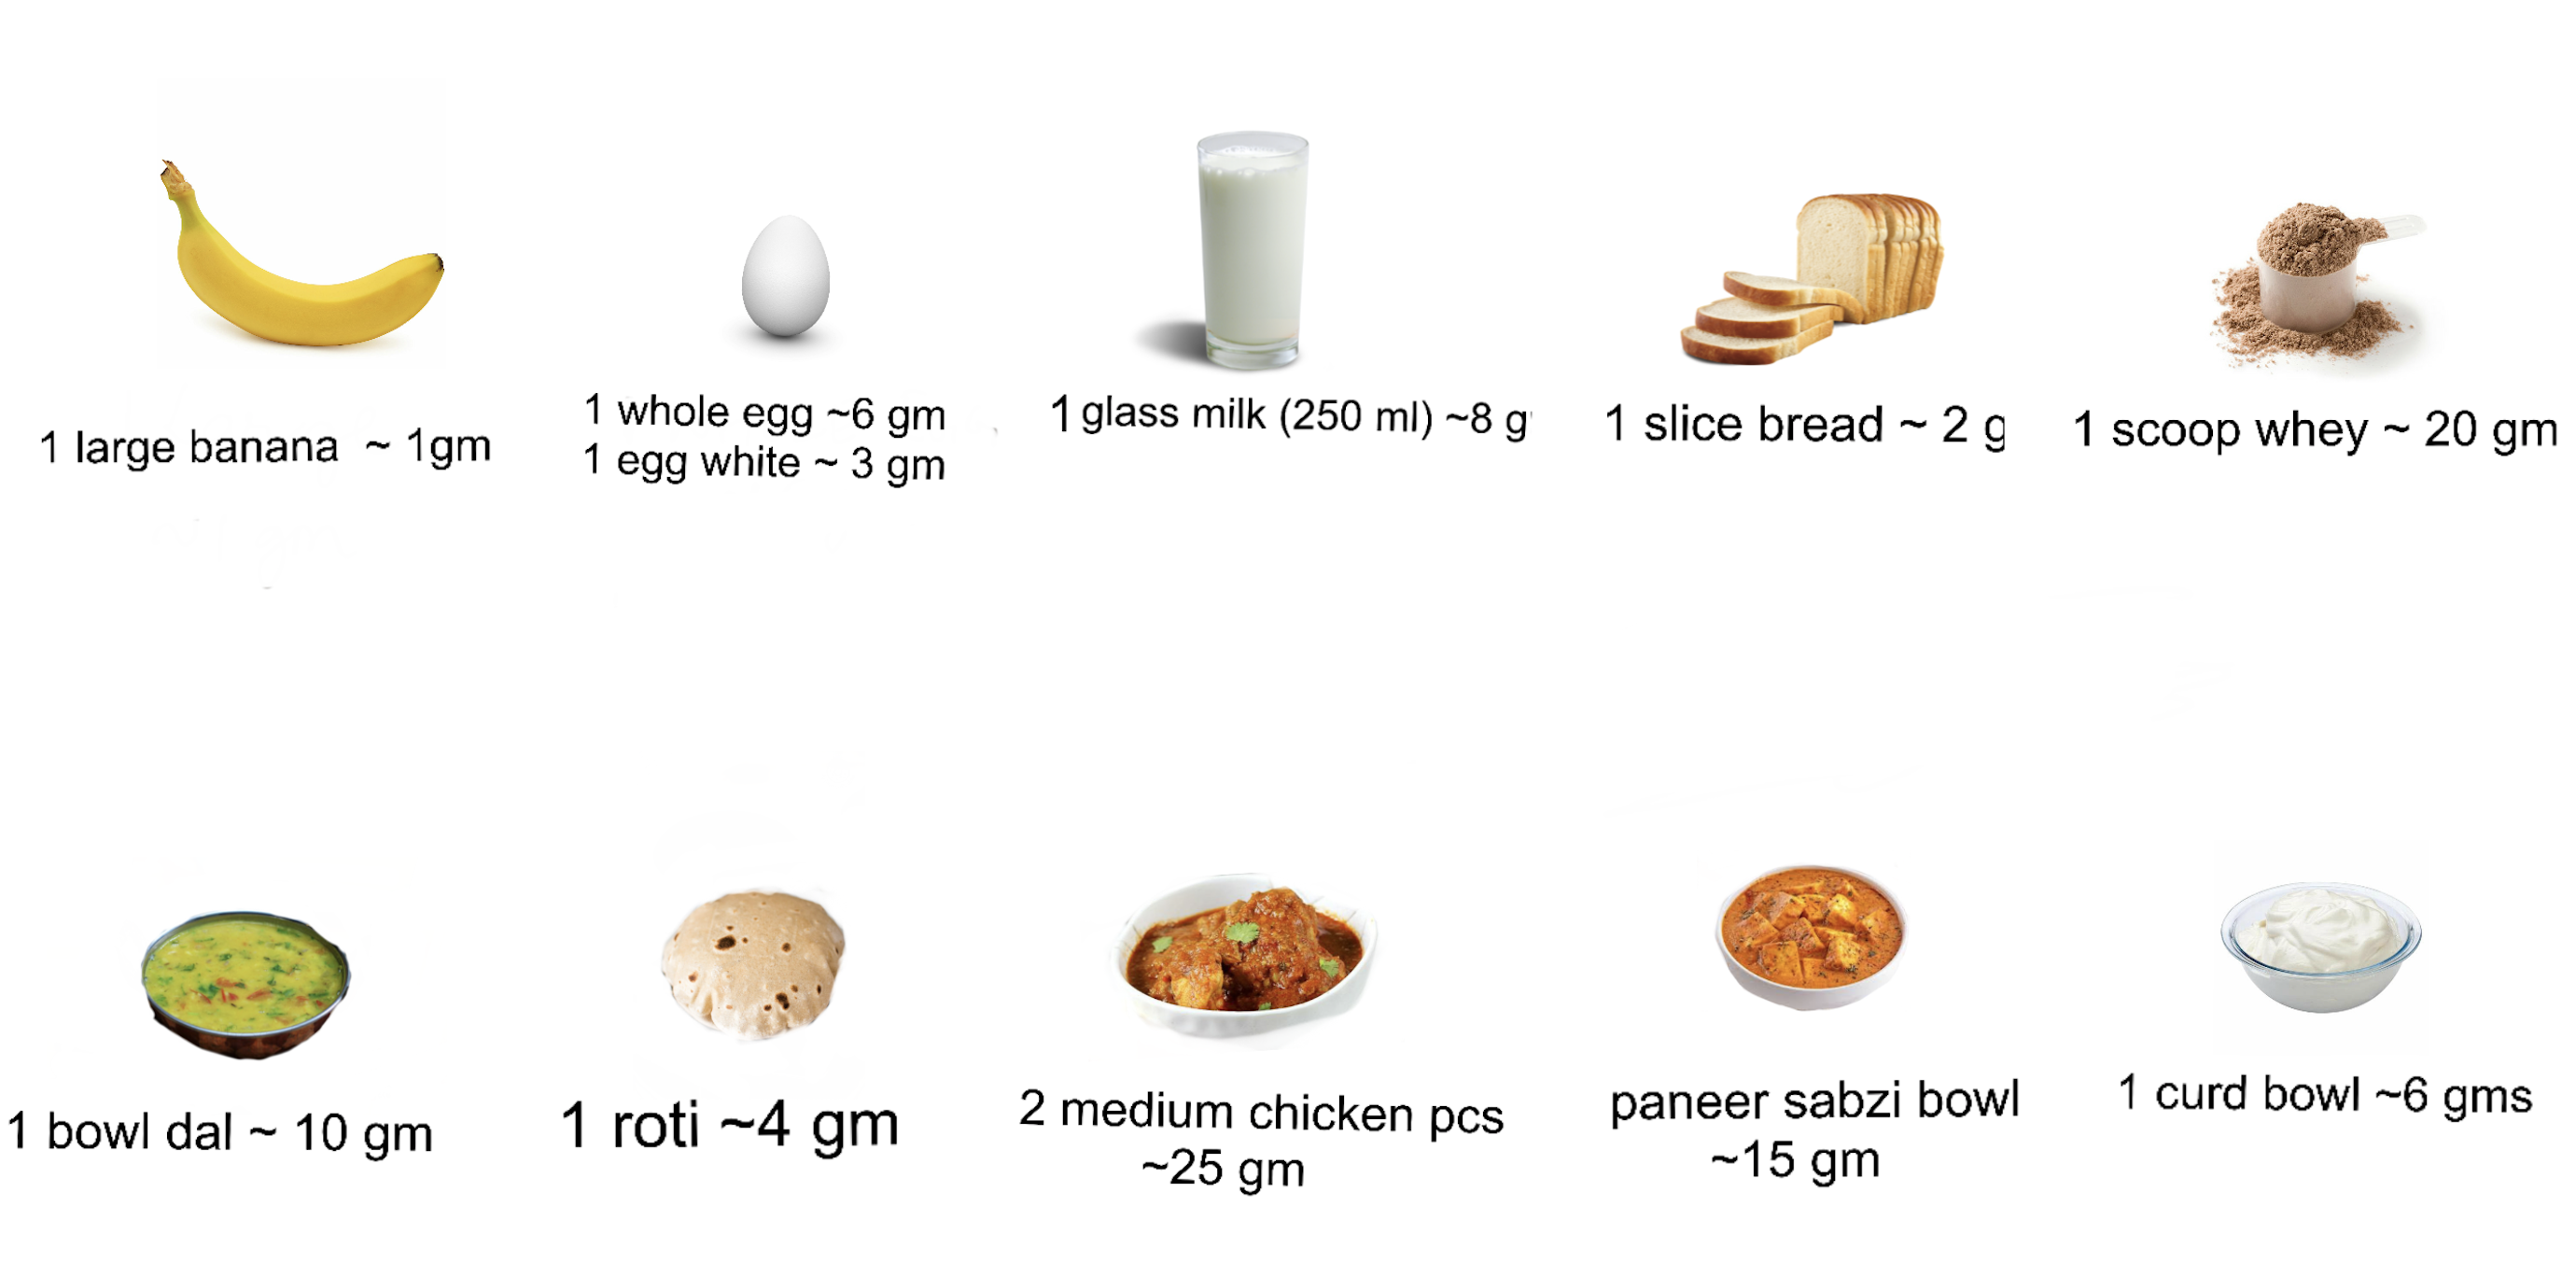 1 large banana ~ 1gm
1 whole egg ~6 gm
1 egg white ~ 3 gm
1 glass milk (250 ml) ~8 g
1 slice bread ~ 2 g
1 scoop whey ~ 20 gm
1 bowl dal ~ 10 gm
1 roti ~4 gm
2 medium chicken pcs
~25 gm
paneer sabzi bowl
~15 gm
1 curd bowl ~6 gms